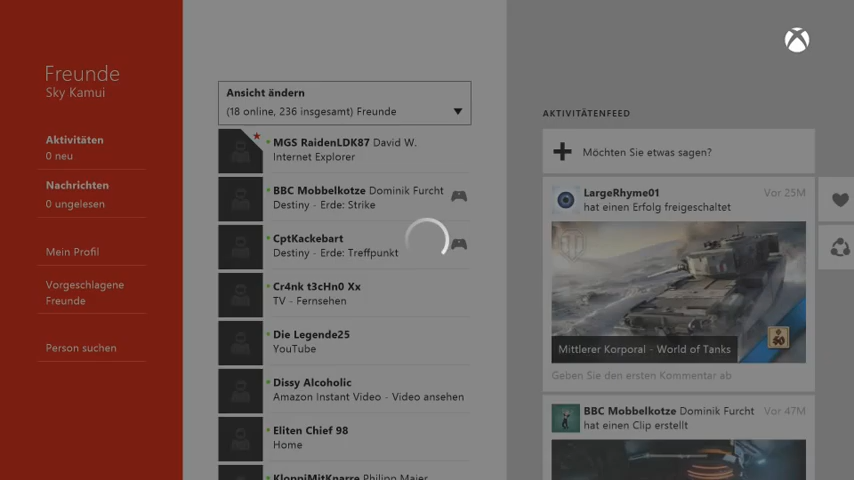 Freunde
Sky Kamui
Aktivitäten
0 neu
Nachrichten
0 ungelesen
Mein Profil
Vorgeschlagene
Freunde
Person suchen
Ansicht ändern
(18 online, 236 insgesamt) Freunde
MGS RaidenLDK87 David W.
Internet Explorer
BBC Mobbelkotze Dominik Furcht
Destiny - Erde: Strike
CptKackebart
Destiny - Erde: Treffpunkt
Cr4nk t3cHn0 Xx
TV - Fernsehen
Die Legende25
YouTube
Dissy Alcoholic
Amazon Instant Video - Video ansehen
Eliten Chief 98
Home
KloppiMitKnarre Philipp Maier
AKTIVITÄTENFEED
Möchten Sie etwas sagen?
LargeRhyme01
Vor 25M
hat einen Erfolg freigeschaltet
Mittlerer Korporal - World of Tanks
Geben Sie den ersten Kommentar ab
BBC Mobbelkotze Dominik Furcht
Vor 47M
hat einen Clip erstellt